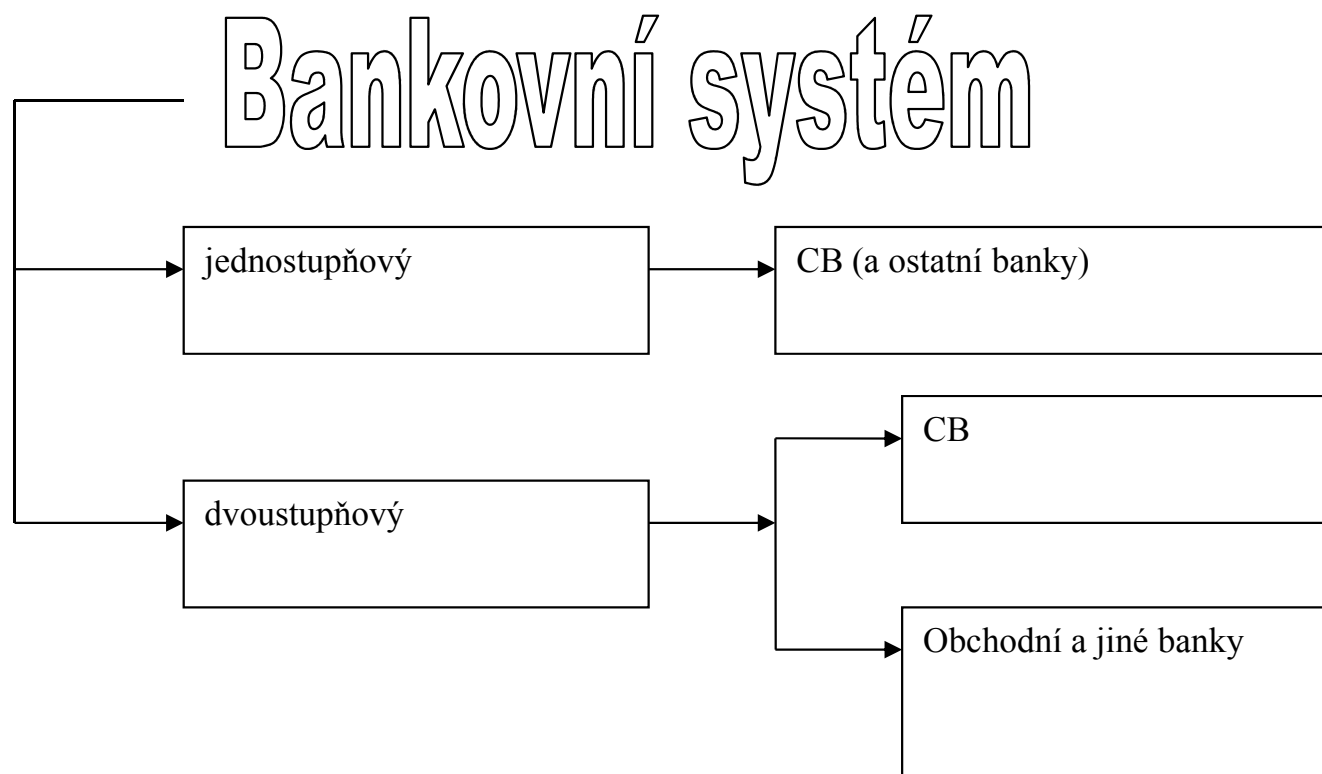 Bankovní systém
jednostupňový
CB (a ostatní banky)
CB
dvoustupňový
Obchodní a jiné banky